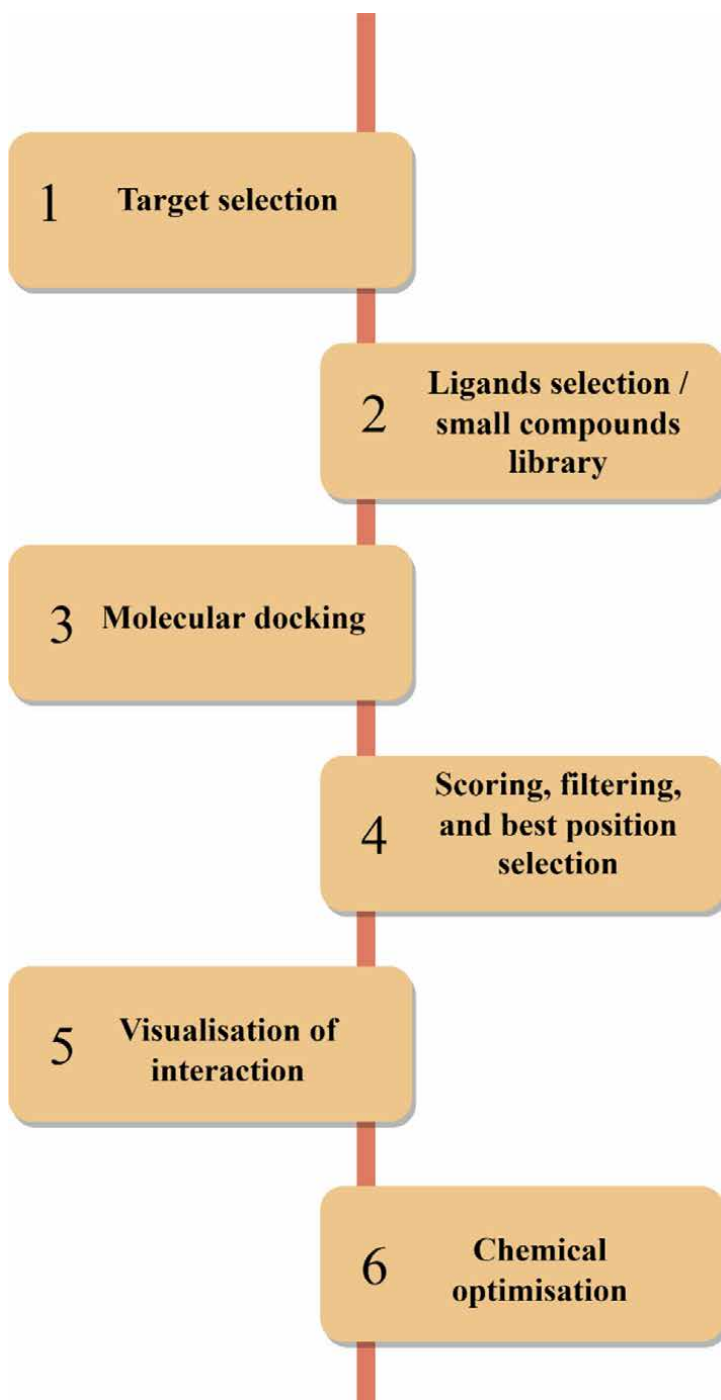 1
Target selection
2
Ligands selection /
small compounds
library
3
Molecular docking
4
Scoring, filtering,
and best position
selection
5
Visualisation of
interaction
6
Chemical
optimisation